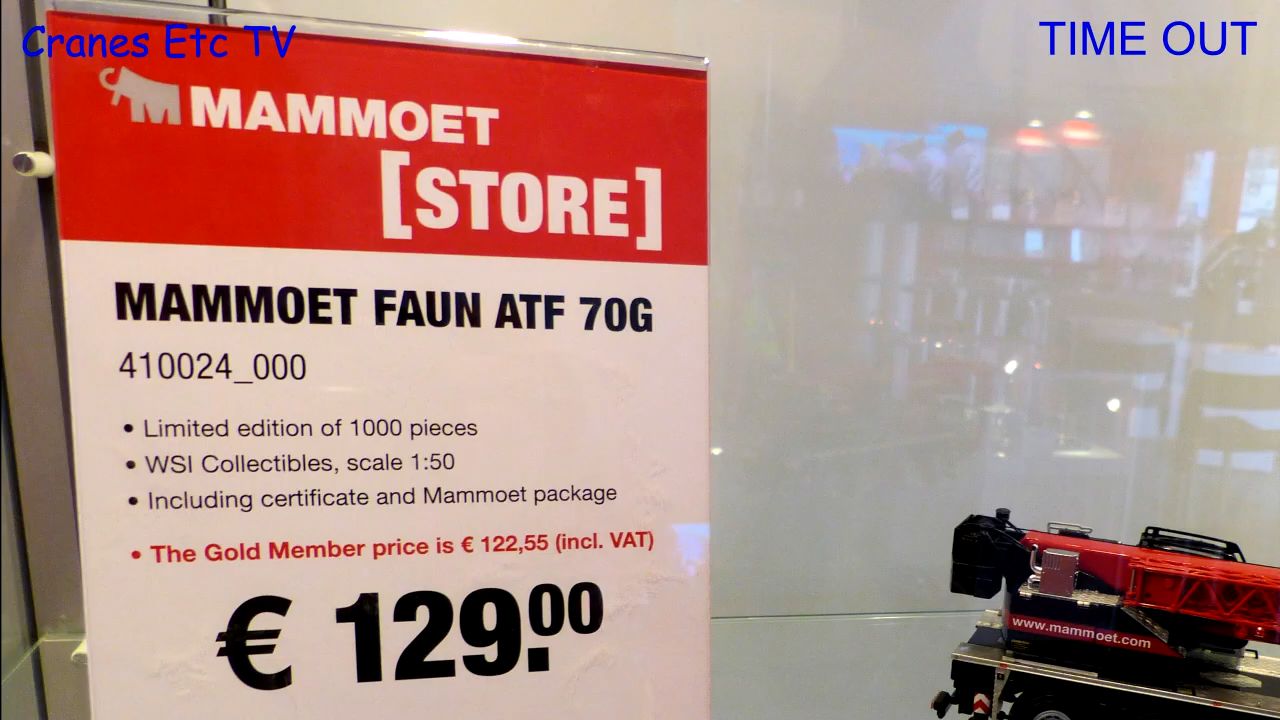 Cranes Etc TV
TIME OUT
MAMMOET
[STORE]
MAMMOET FAUN ATF 70G
410024_000
• Limited edition of 1000 pieces
• WSI Collectibles, scale 1:50
• Including certificate and Mammoet package
• The Gold Member price is € 122,55 (incl. VAT)
€ 129.00
www.mammoet.com